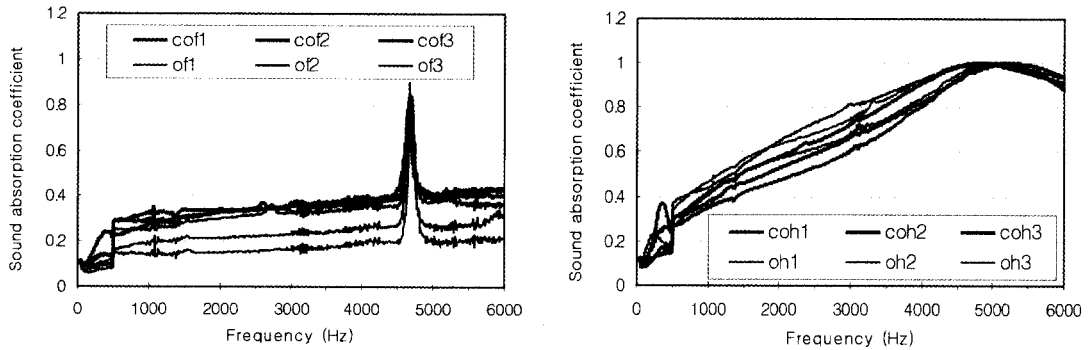 Sound absorption coefficient
1.2
1
0.8
0.6
0.4
0.2
0
cof1 cof2 cof3
of1 of2 of3
0 1000 2000 3000 4000 5000 6000
Frequency (Hz)
Sound absorption coefficient
1.2
1
0.8
0.6
0.4
0.2
0
coh1 coh2 coh3
oh1 oh2 oh3
0 1000 2000 3000 4000 5000 6000
Frequency (Hz)